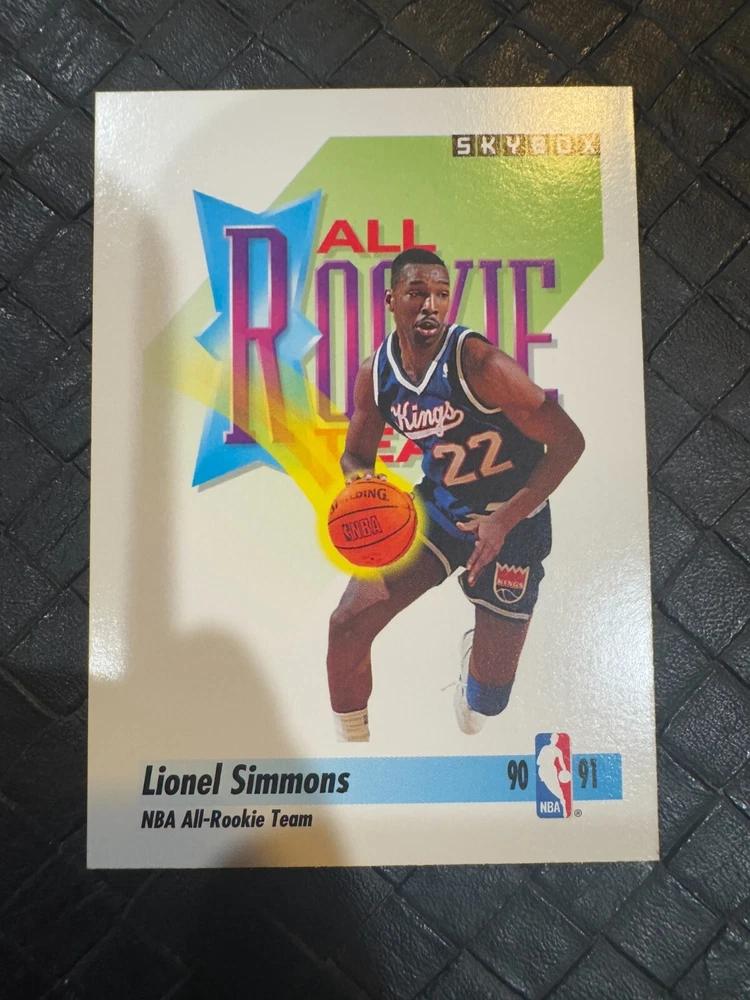 SKYBOX
ALL
ROOKIE
TEAM
Kings
22
SPALDING
NBA
KINGS
Lionel Simmons
90 NBA ® 91
NBA All-Rookie Team